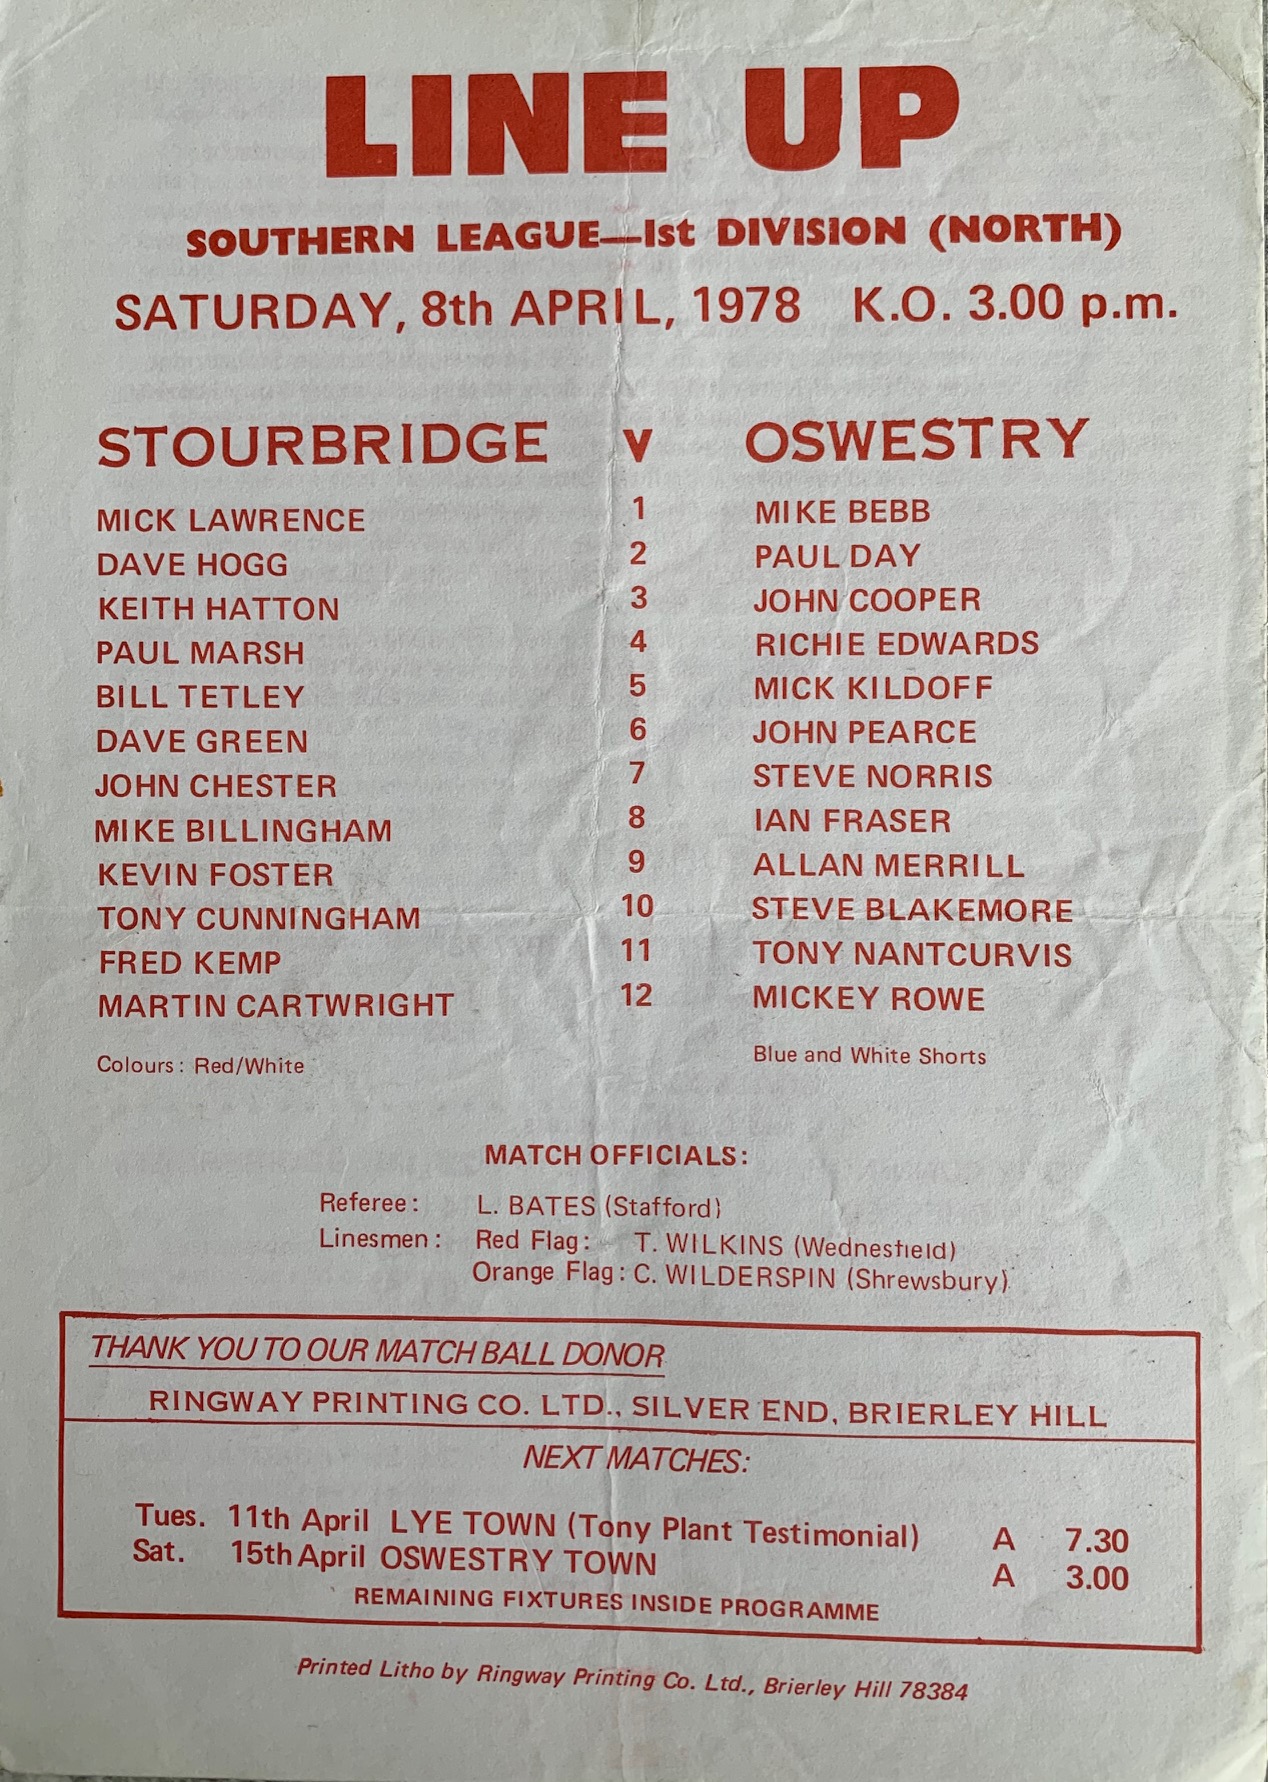 LINE UP
SOUTHERN LEAGUE—1st DIVISION (NORTH)
SATURDAY, 8th APRIL, 1978 K.O. 3.00 p.m.
STOURBRIDGE v OSWESTRY
MICK LAWRENCE 1 MIKE BEBB
DAVE HOGG 2 PAUL DAY
KEITH HATTON 3 JOHN COOPER
PAUL MARSH 4 RICHIE EDWARDS
BILL TETLEY 5 MICK KILDOFF
DAVE GREEN 6 JOHN PEARCE
JOHN CHESTER 7 STEVE NORRIS
MIKE BILLINGHAM 8 IAN FRASER
KEVIN FOSTER 9 ALLAN MERRILL
TONY CUNNINGHAM 10 STEVE BLAKEMORE
FRED KEMP 11 TONY NANTCURVIS
MARTIN CARTWRIGHT 12 MICKEY ROWE
Colours: Red/White Blue and White Shorts
MATCH OFFICIALS:
Referee: L. BATES (Stafford)
Linesmen: Red Flag: T. WILKINS (Wednesfield)
Orange Flag: C. WILDERSPIN (Shrewsbury)
THANK YOU TO OUR MATCH BALL DONOR
RINGWAY PRINTING CO. LTD., SILVER END, BRIERLEY HILL
NEXT MATCHES:
Tues. 11th April LYE TOWN (Tony Plant Testimonial) A 7.30
Sat. 15th April OSWESTRY TOWN A 3.00
REMAINING FIXTURES INSIDE PROGRAMME
Printed Litho by Ringway Printing Co. Ltd., Brierley Hill 78384